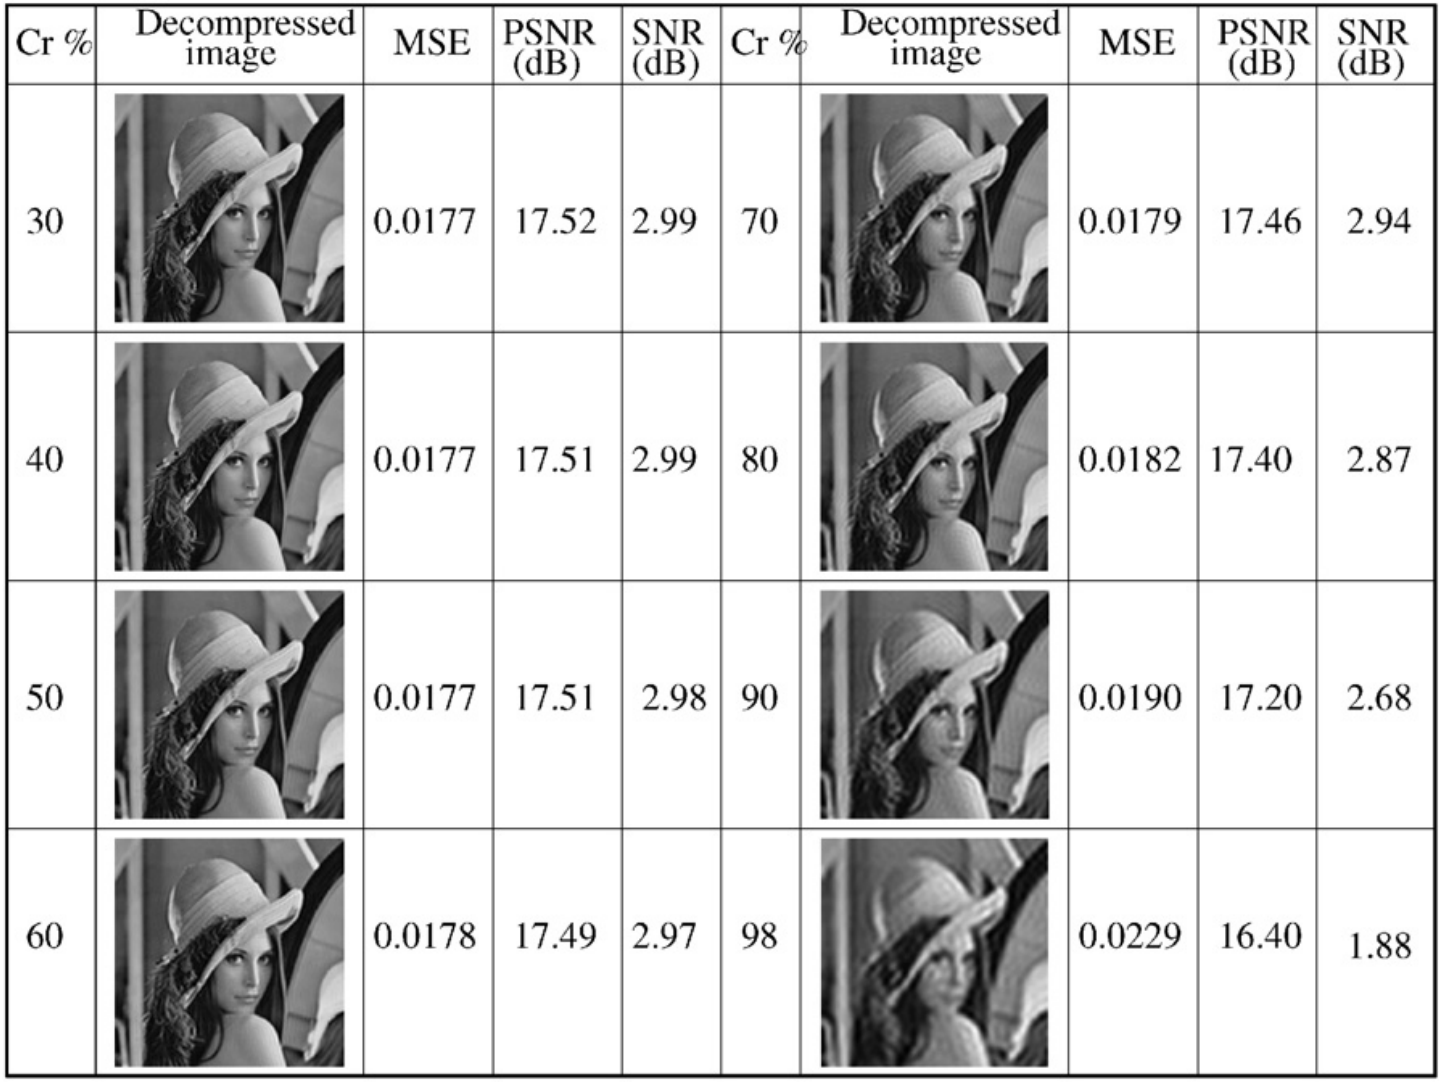 Cr % Decompressed image MSE PSNR (dB) SNR (dB) Cr % Decompressed image MSE PSNR (dB) SNR (dB)
30 0.0177 17.52 2.99 70 0.0179 17.46 2.94
40 0.0177 17.51 2.99 80 0.0182 17.40 2.87
50 0.0177 17.51 2.98 90 0.0190 17.20 2.68
60 0.0178 17.49 2.97 98 0.0229 16.40 1.88